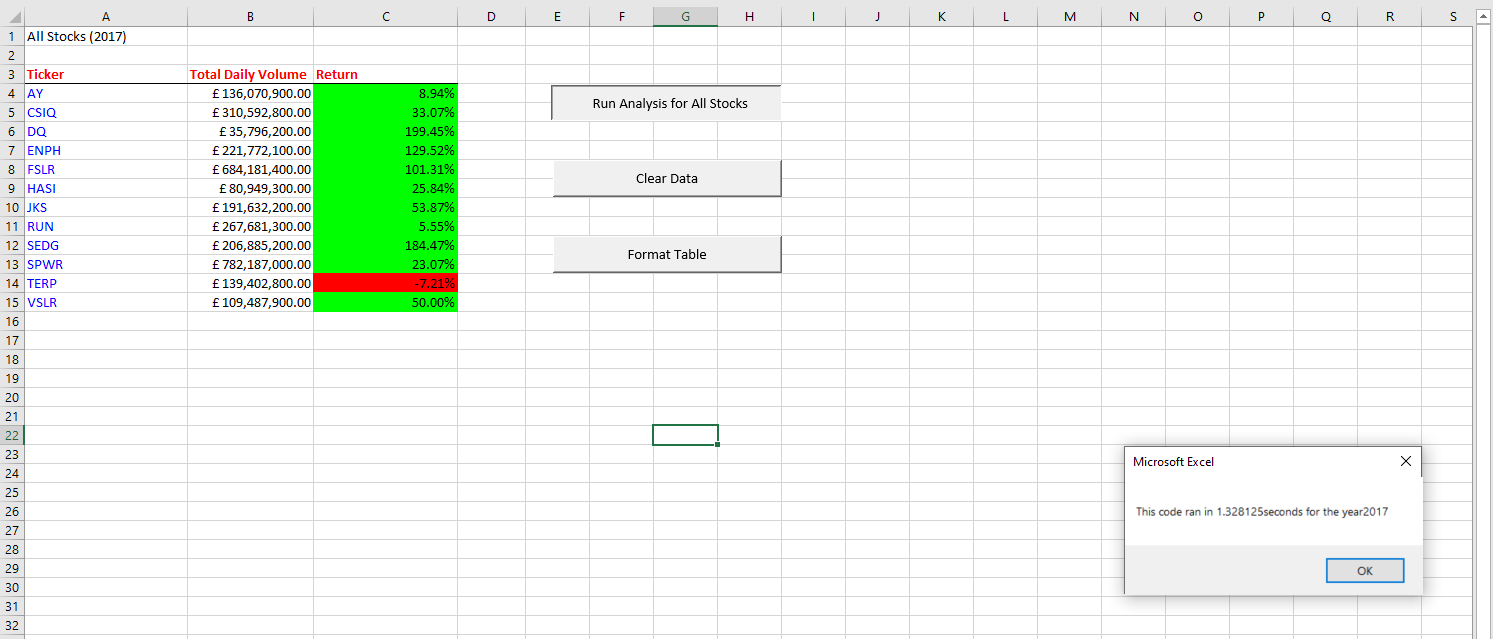 A B C D E F G H I J K L M N O P Q R S
1 All Stocks (2017)
2
3 Ticker Total Daily Volume Return
4 AY £ 136,070,900.00 8.94%
5 CSIQ £ 310,592,800.00 33.07%
6 DQ £ 35,796,200.00 199.45%
7 ENPH £ 221,772,100.00 129.52%
8 FSLR £ 684,181,400.00 101.31%
9 HASI £ 80,949,300.00 25.84%
10 JKS £ 191,632,200.00 53.87%
11 RUN £ 267,681,300.00 5.55%
12 SEDG £ 206,885,200.00 184.47%
13 SPWR £ 782,187,000.00 23.07%
14 TERP £ 139,402,800.00 -7.21%
15 VSLR £ 109,487,900.00 50.00%
Run Analysis for All Stocks
Clear Data
Format Table
16
17
18
19
20
21
22
23
24
25
26
27
28
29
30
31
32
Microsoft Excel
This code ran in 1.328125seconds for the year2017
OK